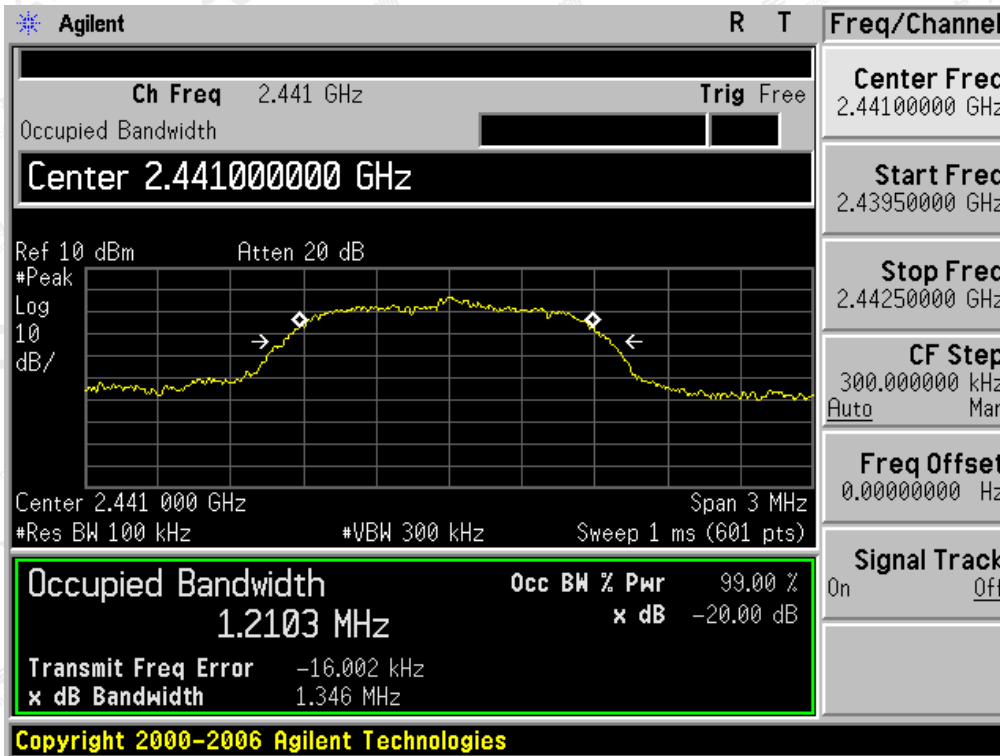 Agilent R T
Freq/Channel
Ch Freq 2.441 GHz Trig Free
Occupied Bandwidth
Center 2.441000000 GHz
Ref 10 dBm Atten 20 dB
#Peak
Log
10
dB/
Center 2.441 000 GHz Span 3 MHz
#Res BW 100 kHz #VBW 300 kHz Sweep 1 ms (601 pts)
Occupied Bandwidth Occ BW % Pwr 99.00 %
1.2103 MHz x dB -20.00 dB
Transmit Freq Error -16.002 kHz
x dB Bandwidth 1.346 MHz
Center Freq
2.44100000 GHz
Start Freq
2.43950000 GHz
Stop Freq
2.44250000 GHz
CF Step
300.000000 kHz
Auto Man
Freq Offset
0.00000000 Hz
Signal Track
On Off
Copyright 2000-2006 Agilent Technologies